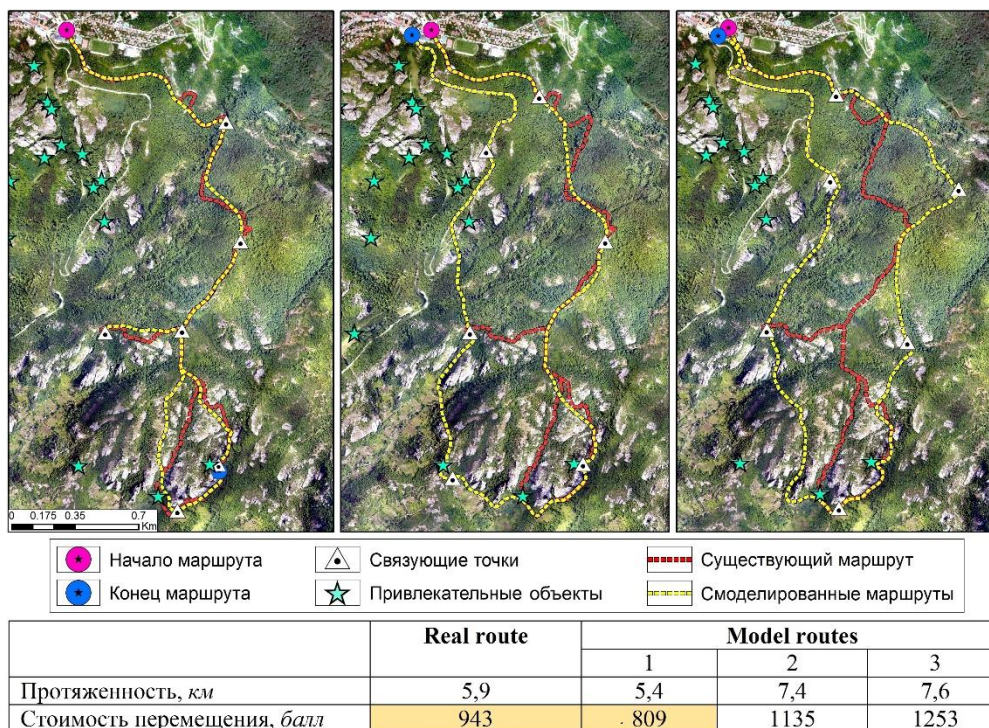 0 0.175 0.35 0.7
Km
Начало маршрута Связующие точки Существующий маршрут
Конец маршрута Привлекательные объекты Смоделированные маршруты
Real route Model routes
1 2 3
Протяженность, км 5,9 5,4 7,4 7,6
Стоимость перемещения, балл 943 809 1135 1253